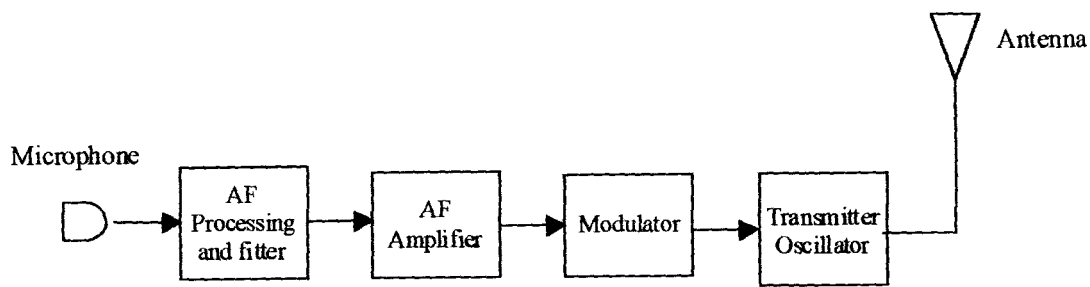 Antenna
Microphone
AF
Processing
and fitter
AF
Amplifier
Modulator
Transmitter
Oscillator